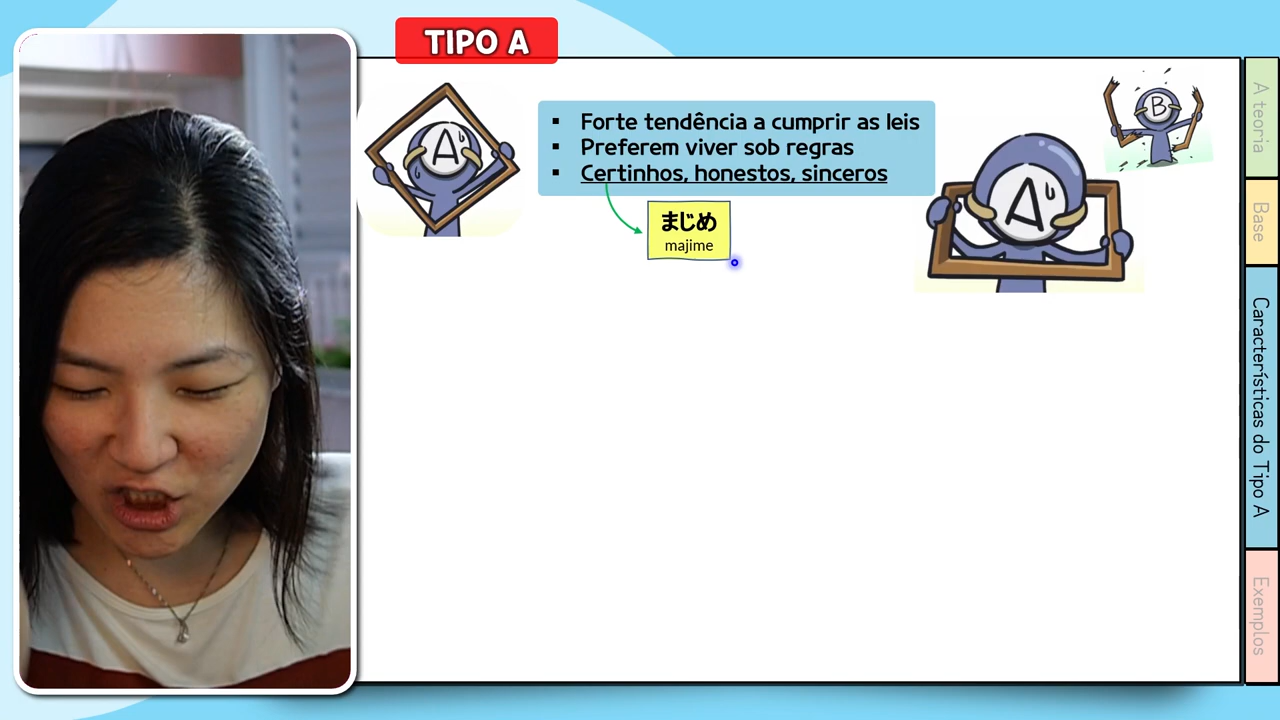 TIPO A
A
▪ Forte tendência a cumprir as leis
▪ Preferem viver sob regras
▪ Certinhos, honestos, sinceros
まじめ
majime
A
B
A teoria
Base
Características do Tipo A
Exemplos